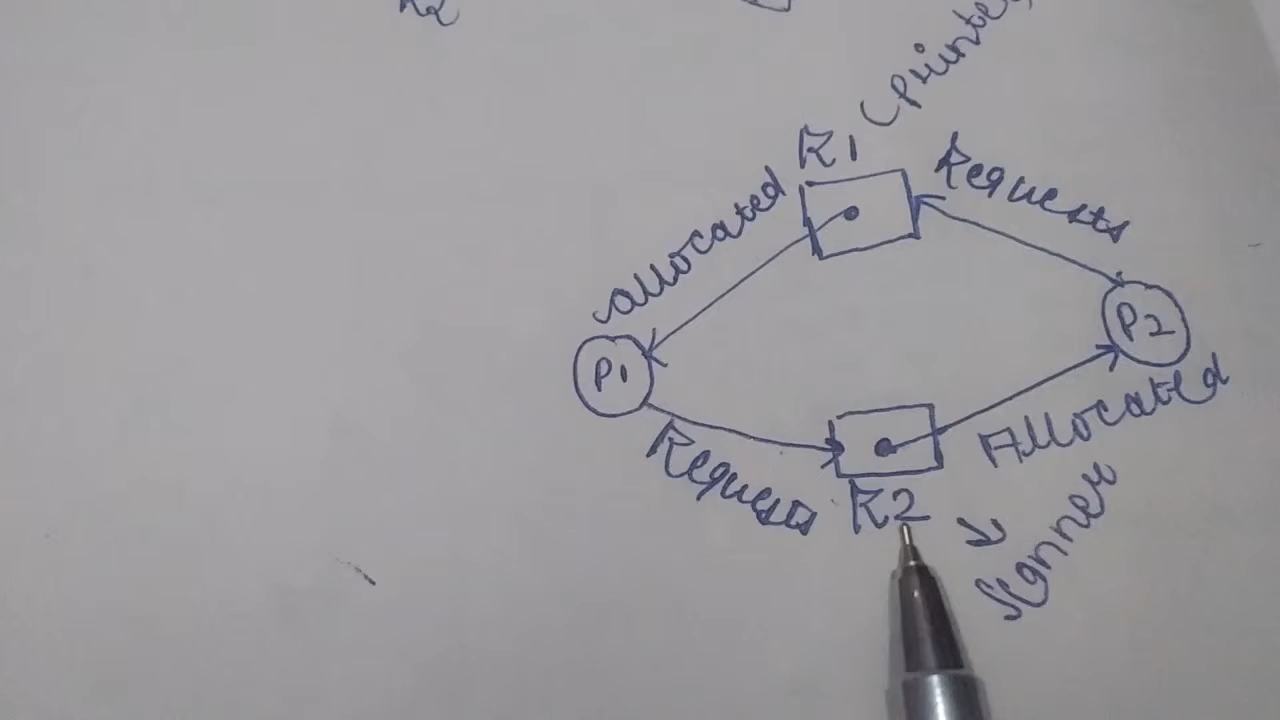 R1 (printer
allocated
Requests
P1
P2
Requests
Allocated
R2
Scanner